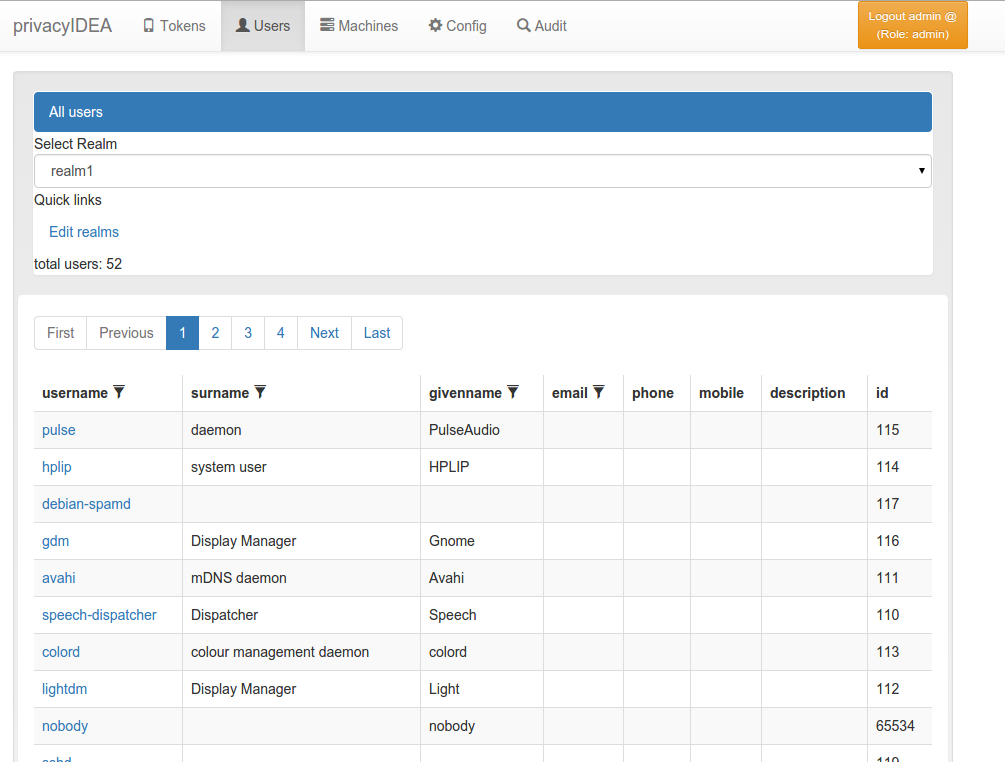 privacyIDEA Tokens Users Machines Config Audit Logout admin @ (Role: admin)
All users
Select Realm
realm1
Quick links
Edit realms
total users: 52
First Previous 1 2 3 4 Next Last
username surname givenname email phone mobile description id
pulse daemon PulseAudio 115
hplip system user HPLIP 114
debian-spamd 117
gdm Display Manager Gnome 116
avahi mDNS daemon Avahi 111
speech-dispatcher Dispatcher Speech 110
colord colour management daemon colord 113
lightdm Display Manager Light 112
nobody nobody 65534